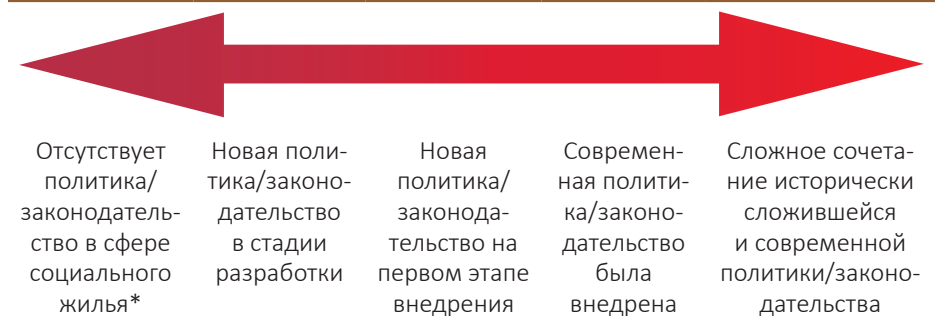 Отсутствует
политика/
законодатель-
ство в сфере
социального
жилья*
Новая поли-
тика/законо-
дательство
в стадии
разработки
Новая
политика/
законода-
тельство на
первом этапе
внедрения
Современ-
ная полити-
ка/законо-
дательство
была
внедрена
Сложное сочета-
ние исторически
сложившейся
и современной
политики/законо-
дательства